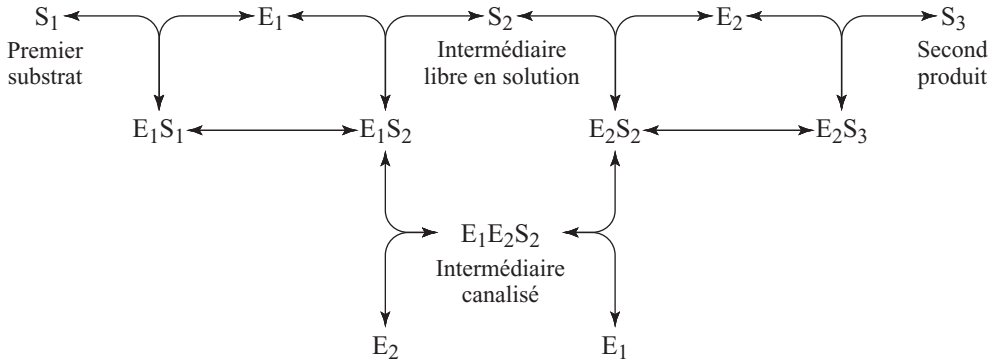 S₁ E₁ S₂ E₂ S₃
Premier
substrat
Intermédiaire
libre en solution
Second
produit
E₁S₁ E₁S₂ E₂S₂ E₂S₃
E₁E₂S₂
Intermédiaire
canalisé
E₂ E₁